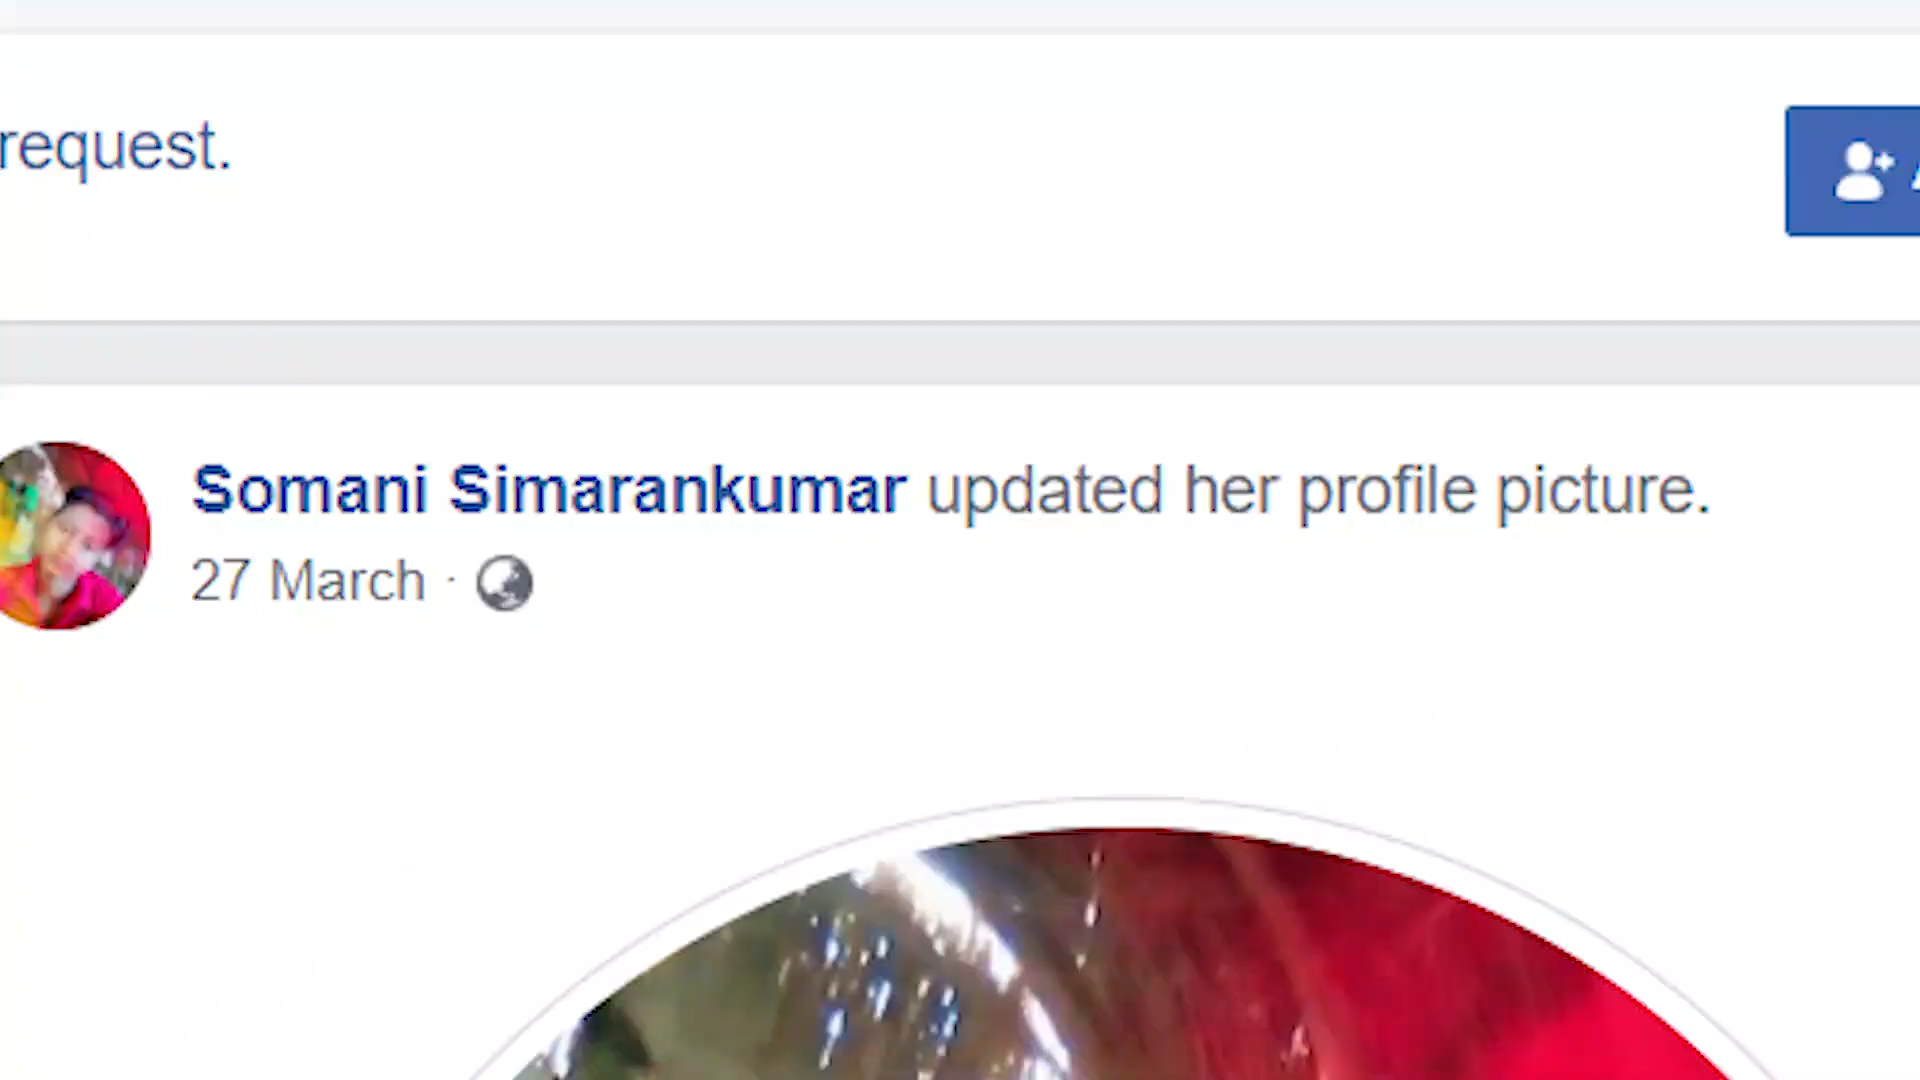 request.
Somani Simarankumar updated her profile picture.
27 March ·